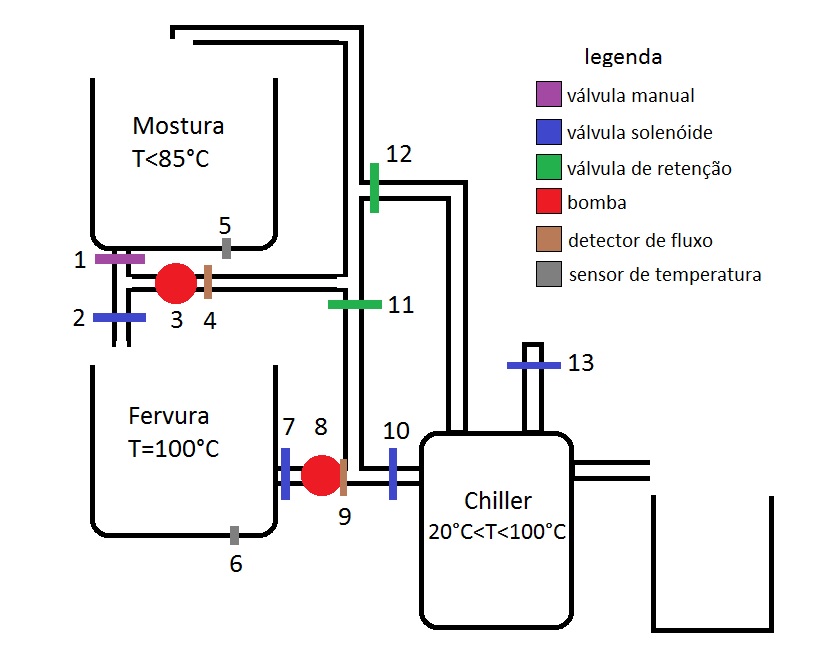 legenda
válvula manual
válvula solenóide
válvula de retenção
bomba
detector de fluxo
sensor de temperatura
Mostura
T<85°C
12
5
1
11
2
3
4
13
Fervura
T=100°C
7
8
10
Chiller
20°C<T<100°C
9
6